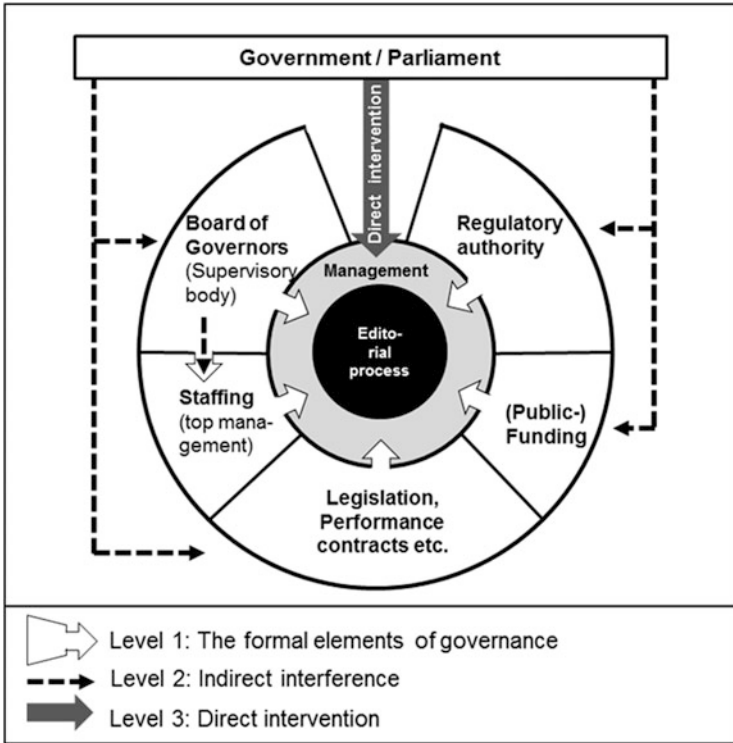 Government / Parliament
Direct intervention
Board of
Governors
(Supervisory
body)
Regulatory
authority
Management
Edito-
rial
process
Staffing
(top mana-
gement)
(Public-)
Funding
Legislation,
Performance
contracts etc.
Level 1: The formal elements of governance
Level 2: Indirect interference
Level 3: Direct intervention